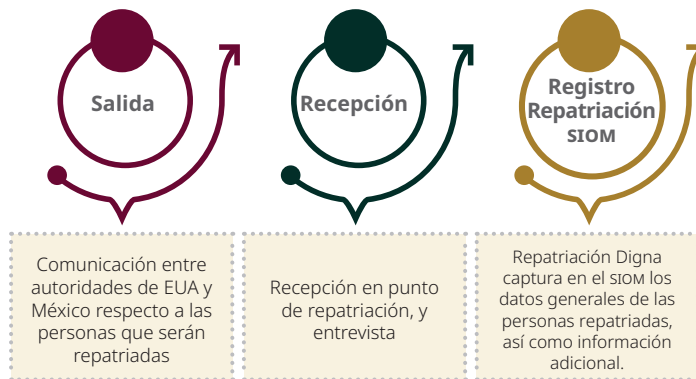 Salida
Recepción
Registro
Repatriación
SIOM
Comunicación entre
autoridades de EUA y
México respecto a las
personas que serán
repatriadas
Recepción en punto
de repatriación, y
entrevista
Repatriación Digna
captura en el SIOM los
datos generales de las
personas repatriadas,
así como información
adicional.